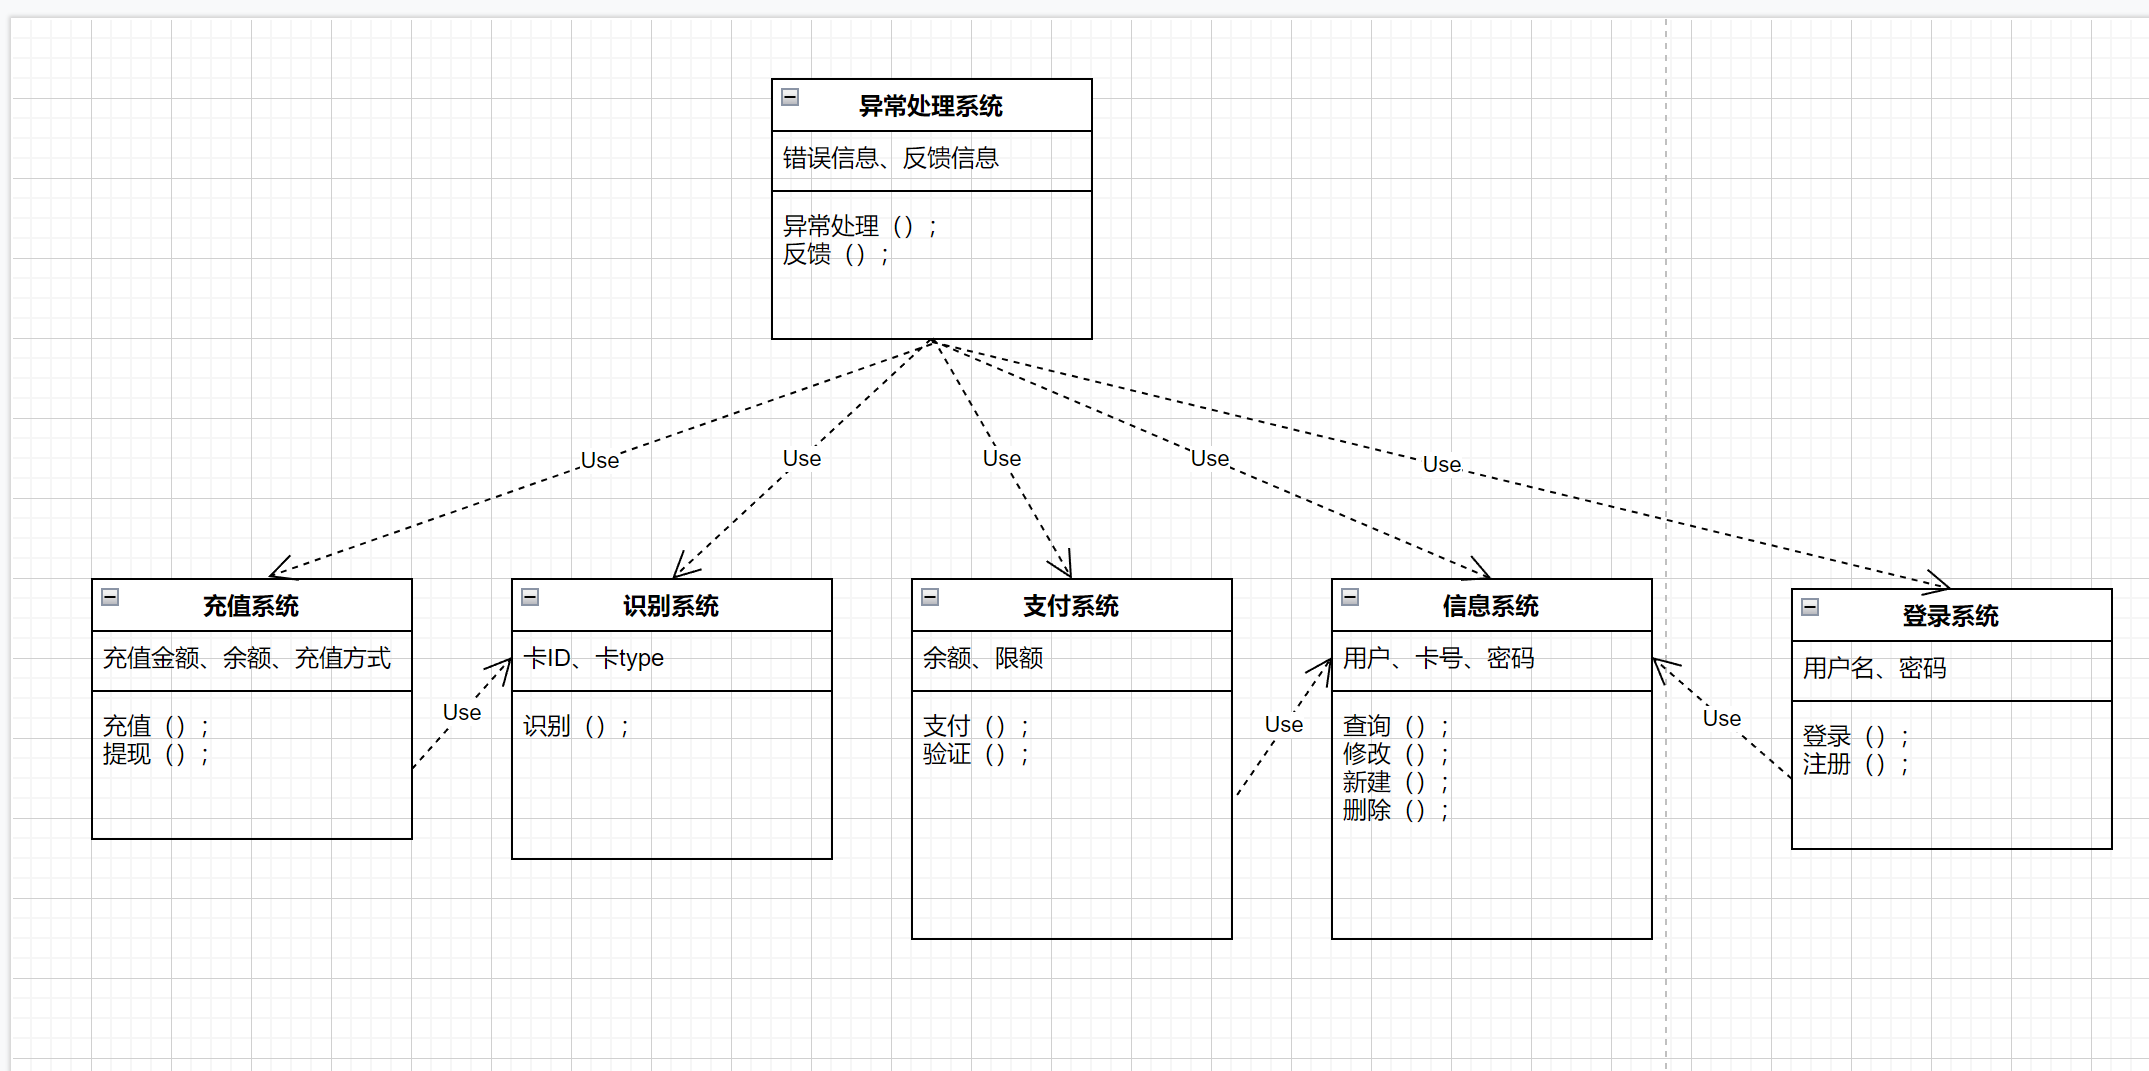 异常处理系统
错误信息、反馈信息
异常处理（）；
反馈（）；
Use
Use
Use
Use
Use
充值系统
充值金额、余额、充值方式
充值（）；
提现（）；
Use
识别系统
卡ID、卡type
识别（）；
支付系统
余额、限额
支付（）；
验证（）；
Use
信息系统
用户、卡号、密码
查询（）；
修改（）；
新建（）；
删除（）；
Use
登录系统
用户名、密码
登录（）；
注册（）；